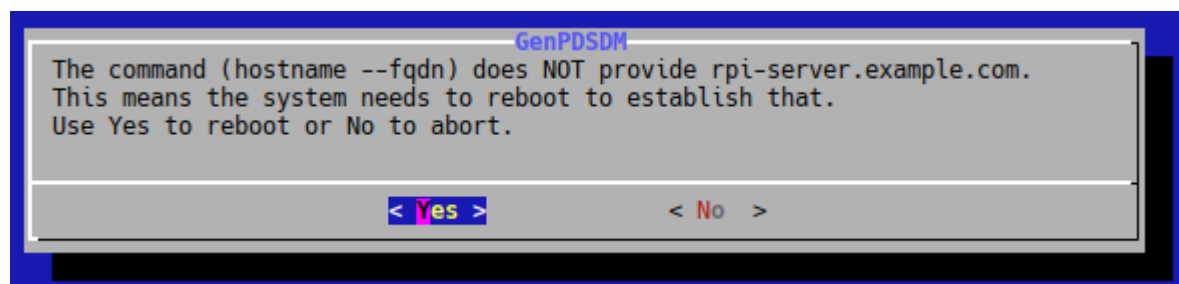 GenPDSDM
The command (hostname --fqdn) does NOT provide rpi-server.example.com.
This means the system needs to reboot to establish that.
Use Yes to reboot or No to abort.
< Yes > < No >